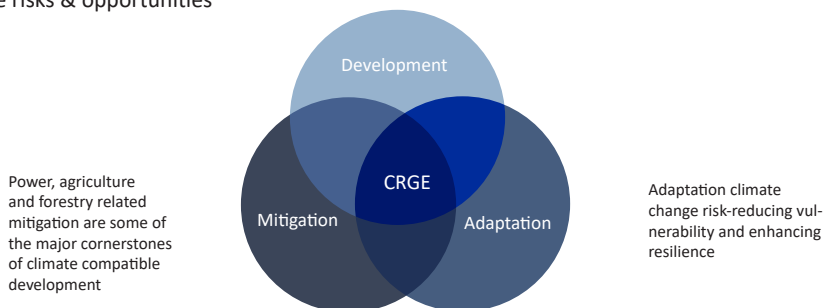 risks & opportunities
Development
CRGE
Mitigation
Adaptation
Power, agriculture
and forestry related
mitigation are some of
the major cornerstones
of climate compatible
development
Adaptation climate
change risk-reducing vul-
nerability and enhancing
resilience